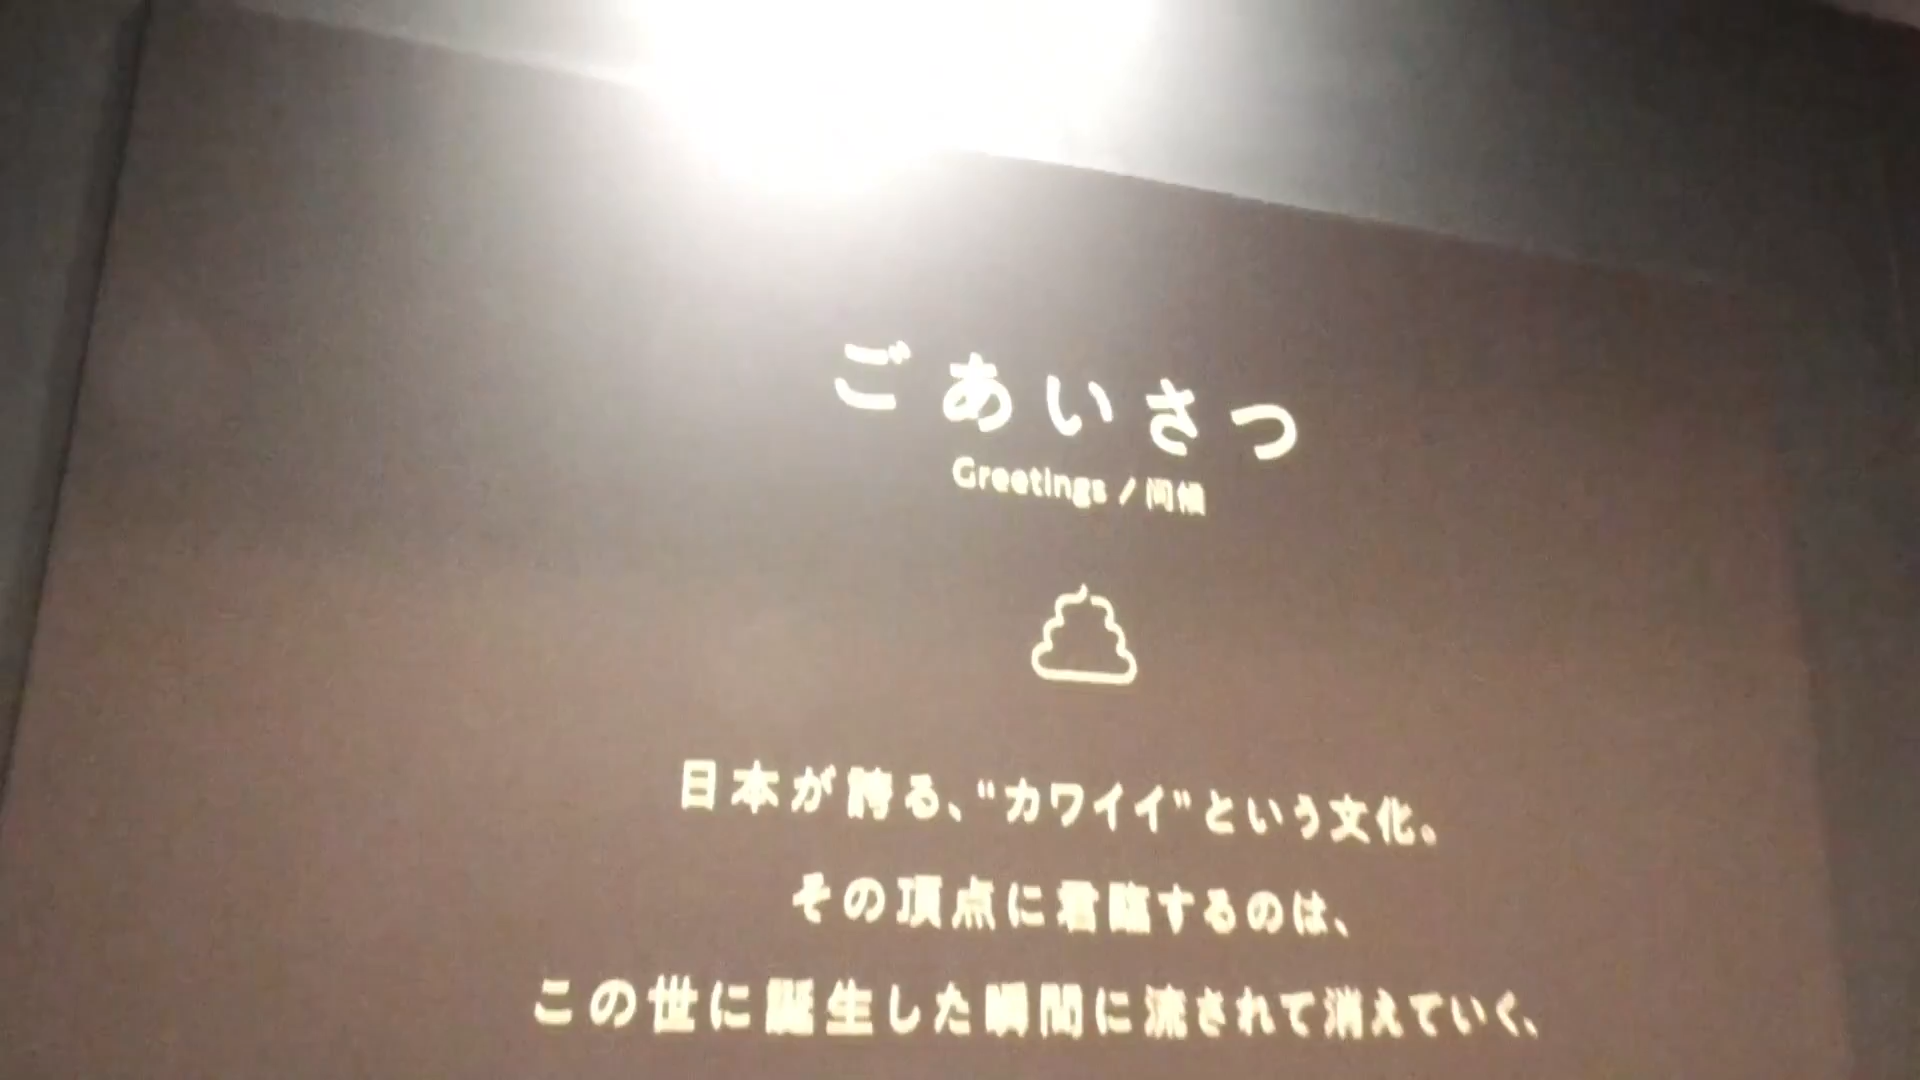 ごあいさつ
Greetings / 问候
日本が誇る、“カワイイ”という文化。
その頂点に君臨するのは、
この世に誕生した瞬間に流されて消えていく、